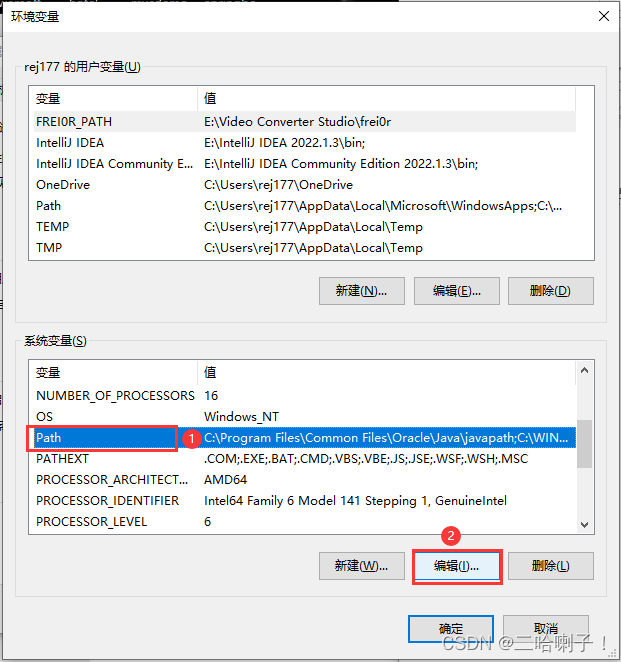 环境变量
rej177 的用户变量(U)
变量 值
FREI0R_PATH E:\Video Converter Studio\frei0r
IntelliJ IDEA E:\IntelliJ IDEA 2022.1.3\bin;
IntelliJ IDEA Community E... E:\IntelliJ IDEA Community Edition 2022.1.3\bin;
OneDrive C:\Users\rej177\OneDrive
Path C:\Users\rej177\AppData\Local\Microsoft\WindowsApps;C:\...
TEMP C:\Users\rej177\AppData\Local\Temp
TMP C:\Users\rej177\AppData\Local\Temp
新建(N)... 编辑(E)... 删除(D)
系统变量(S)
变量 值
NUMBER_OF_PROCESSORS 16
OS Windows_NT
Path 1 C:\Program Files\Common Files\Oracle\Java\javapath;C:\WIN...
PATHEXT .COM;.EXE;.BAT;.CMD;.VBS;.VBE;.JS;.JSE;.WSF;.WSH;.MSC
PROCESSOR_ARCHITECT... AMD64
PROCESSOR_IDENTIFIER Intel64 Family 6 Model 141 Stepping 1, GenuineIntel
PROCESSOR_LEVEL 6
2
新建(W)... 编辑(I)... 删除(L)
确定 取消
CSDN @二哈喇子！